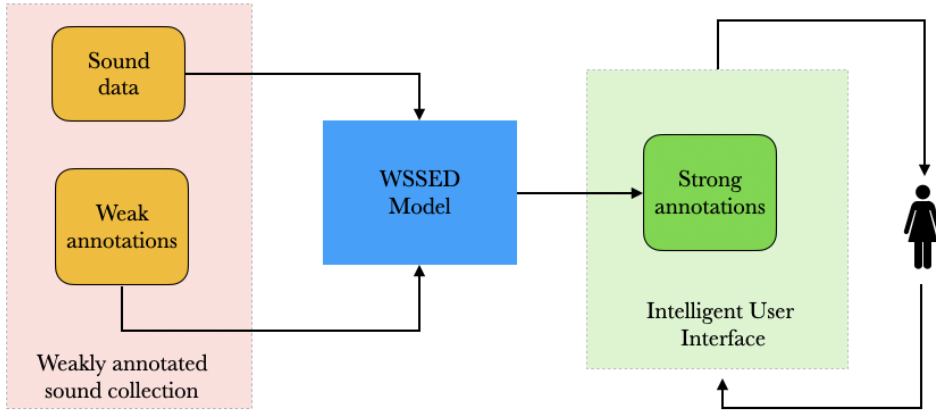 Sound
data
Weak
annotations
Weakly annotated
sound collection
WSSED
Model
Strong
annotations
Intelligent User
Interface